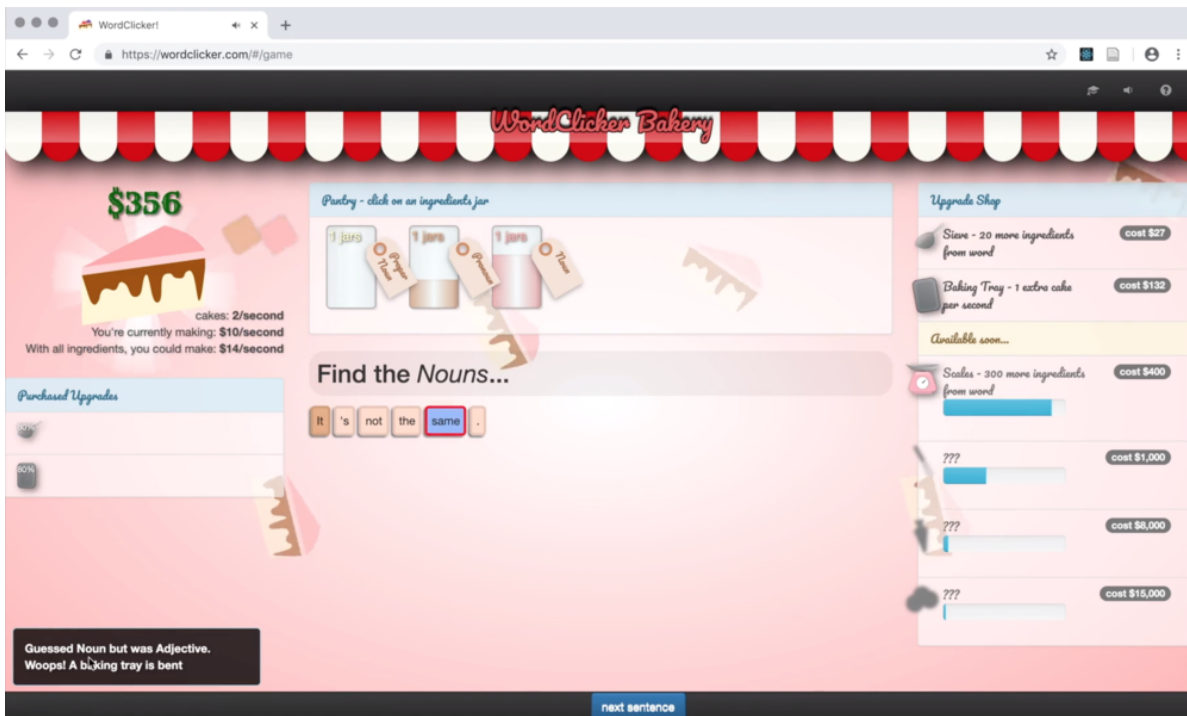 WordClicker!
https://wordclicker.com/#/game
WordClicker Bakery
$356
cakes: 2/second
You're currently making: $10/second
With all ingredients, you could make: $14/second
Purchased Upgrades
80%
Pantry - click on an ingredients jar
1 jars
Proper
Noun
1 jars
Pronoun
1 jars
Noun
Find the Nouns...
It 's not the same .
Upgrade Shop
Sieve - 20 more ingredients
from word
cost $27
Baking Tray - 1 extra cake
per second
cost $132
Available soon...
Scales - 300 more ingredients
from word
cost $400
???
cost $1,000
???
cost $8,000
???
cost $15,000
Guessed Noun but was Adjective.
Woops! A baking tray is bent
next sentence